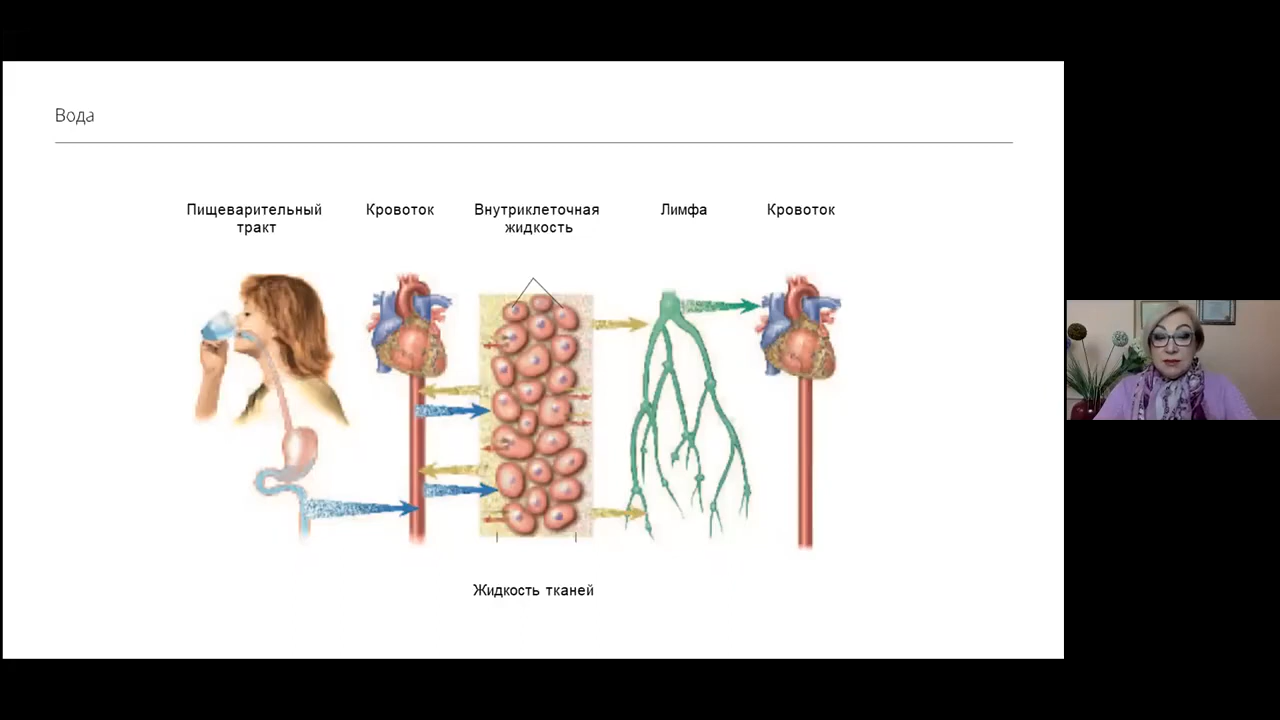 Вода
Пищеварительный
тракт
Кровоток
Внутриклеточная
жидкость
Лимфа
Кровоток
Жидкость тканей